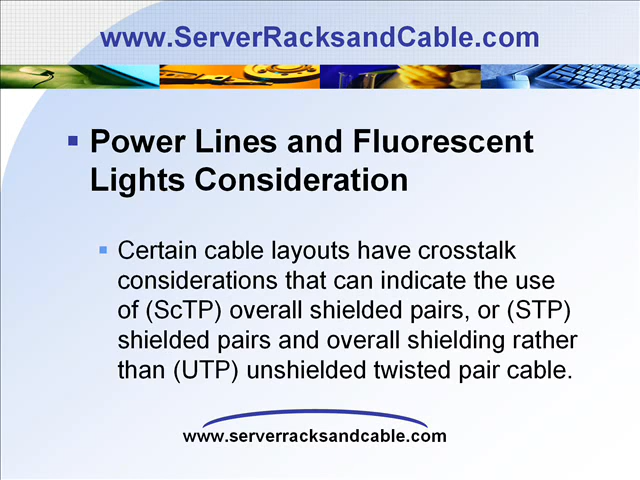 www.ServerRacksandCable.com
Power Lines and Fluorescent
Lights Consideration
Certain cable layouts have crosstalk
considerations that can indicate the use
of (ScTP) overall shielded pairs, or (STP)
shielded pairs and overall shielding rather
than (UTP) unshielded twisted pair cable.
www.serverracksandcable.com